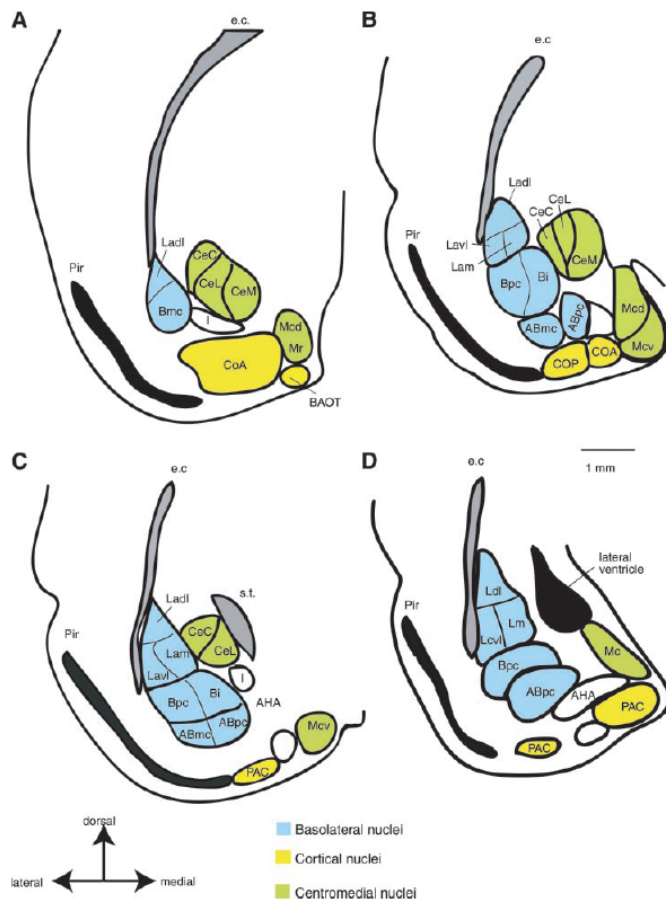 A
e.c.
Ladl
CeC
CeL
CeM
Pir
Bmc
I
Mcd
Mr
CoA
BAOT
B
e.c
Ladl
CeL
CeC
Pir
Lavl
Lam
CeM
Bpc
Bi
ABmc
ABpc
Mcd
Mcv
COP
COA
C
e.c
s.t.
Ladl
Pir
CeC
Lam
CeL
Lavl
I
Bpc
Bi
AHA
ABmc
ABpc
Mcv
PAC
D
1 mm
e.c
lateral
ventricle
Ldl
Pir
Lm
Lcvl
Mc
Bpc
ABpc
AHA
PAC
PAC
dorsal
lateral
medial
Basolateral nuclei
Cortical nuclei
Centromedial nuclei